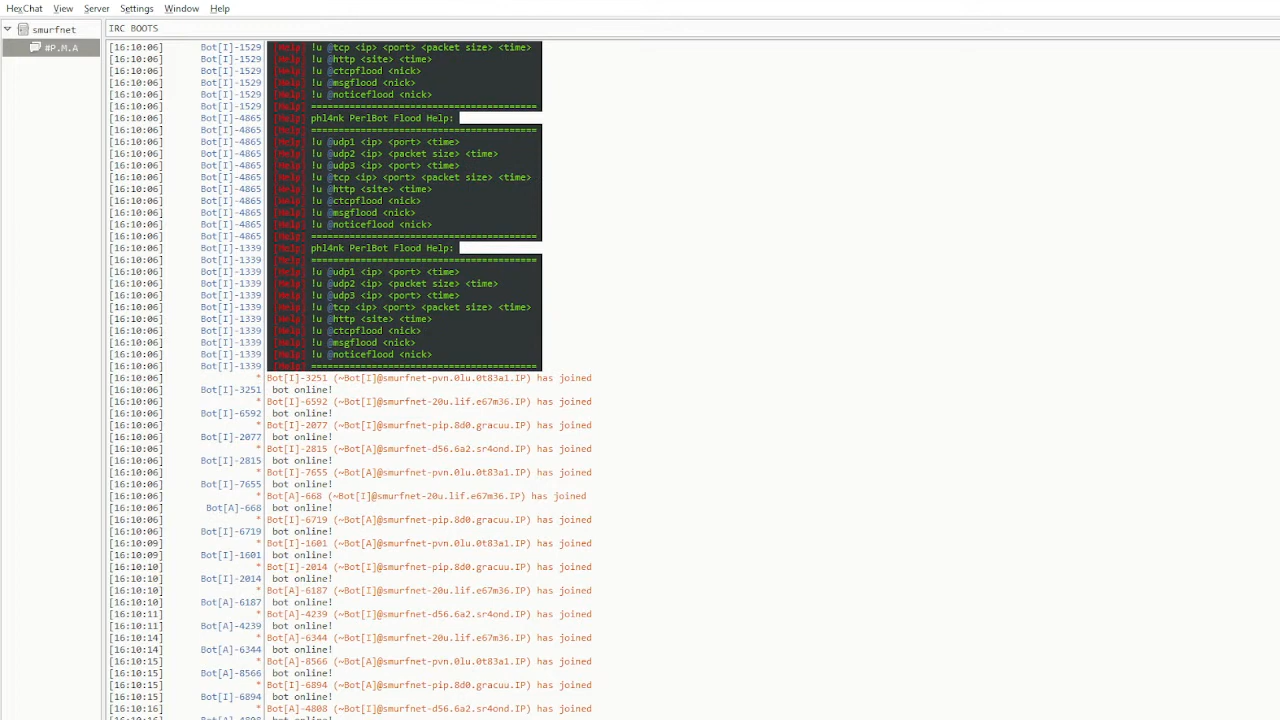 HexChat View Server Settings Window Help
smurfnet IRC BOOTS
#P.M.A
[16:10:06] Bot[I]-1529 [Help] !u @tcp <ip> <port> <packet size> <time>
[16:10:06] Bot[I]-1529 [Help] !u @http <site> <time>
[16:10:06] Bot[I]-1529 [Help] !u @ctcpflood <nick>
[16:10:06] Bot[I]-1529 [Help] !u @msgflood <nick>
[16:10:06] Bot[I]-1529 [Help] !u @noticeflood <nick>
[16:10:06] Bot[I]-1529 [Help] =========================================
[16:10:06] Bot[I]-4865 [Help] phl4nk PerlBot Flood Help:
[16:10:06] Bot[I]-4865 [Help] =========================================
[16:10:06] Bot[I]-4865 [Help] !u @udp1 <ip> <port> <time>
[16:10:06] Bot[I]-4865 [Help] !u @udp2 <ip> <packet size> <time>
[16:10:06] Bot[I]-4865 [Help] !u @udp3 <ip> <port> <time>
[16:10:06] Bot[I]-4865 [Help] !u @tcp <ip> <port> <packet size> <time>
[16:10:06] Bot[I]-4865 [Help] !u @http <site> <time>
[16:10:06] Bot[I]-4865 [Help] !u @ctcpflood <nick>
[16:10:06] Bot[I]-4865 [Help] !u @msgflood <nick>
[16:10:06] Bot[I]-4865 [Help] !u @noticeflood <nick>
[16:10:06] Bot[I]-4865 [Help] =========================================
[16:10:06] Bot[I]-1339 [Help] phl4nk PerlBot Flood Help:
[16:10:06] Bot[I]-1339 [Help] =========================================
[16:10:06] Bot[I]-1339 [Help] !u @udp1 <ip> <port> <time>
[16:10:06] Bot[I]-1339 [Help] !u @udp2 <ip> <packet size> <time>
[16:10:06] Bot[I]-1339 [Help] !u @udp3 <ip> <port> <time>
[16:10:06] Bot[I]-1339 [Help] !u @tcp <ip> <port> <packet size> <time>
[16:10:06] Bot[I]-1339 [Help] !u @http <site> <time>
[16:10:06] Bot[I]-1339 [Help] !u @ctcpflood <nick>
[16:10:06] Bot[I]-1339 [Help] !u @msgflood <nick>
[16:10:06] Bot[I]-1339 [Help] !u @noticeflood <nick>
[16:10:06] Bot[I]-1339 [Help] =========================================
[16:10:06] * Bot[I]-3251 (~Bot[I]@smurfnet-pvn.0lu.0t83a1.IP) has joined
[16:10:06] Bot[I]-3251 bot online!
[16:10:06] * Bot[I]-6592 (~Bot[I]@smurfnet-20u.lif.e67m36.IP) has joined
[16:10:06] Bot[I]-6592 bot online!
[16:10:06] * Bot[I]-2077 (~Bot[I]@smurfnet-pip.8d0.gracuu.IP) has joined
[16:10:06] Bot[I]-2077 bot online!
[16:10:06] * Bot[I]-2815 (~Bot[A]@smurfnet-d56.6a2.sr4ond.IP) has joined
[16:10:06] Bot[I]-2815 bot online!
[16:10:06] * Bot[I]-7655 (~Bot[A]@smurfnet-pvn.0lu.0t83a1.IP) has joined
[16:10:06] Bot[I]-7655 bot online!
[16:10:06] * Bot[A]-668 (~Bot[I]@smurfnet-20u.lif.e67m36.IP) has joined
[16:10:06] Bot[A]-668 bot online!
[16:10:06] * Bot[I]-6719 (~Bot[A]@smurfnet-pip.8d0.gracuu.IP) has joined
[16:10:06] Bot[I]-6719 bot online!
[16:10:09] * Bot[I]-1601 (~Bot[A]@smurfnet-pvn.0lu.0t83a1.IP) has joined
[16:10:09] Bot[I]-1601 bot online!
[16:10:10] * Bot[I]-2014 (~Bot[I]@smurfnet-pip.8d0.gracuu.IP) has joined
[16:10:10] Bot[I]-2014 bot online!
[16:10:10] * Bot[A]-6187 (~Bot[I]@smurfnet-20u.lif.e67m36.IP) has joined
[16:10:10] Bot[A]-6187 bot online!
[16:10:11] * Bot[A]-4239 (~Bot[I]@smurfnet-d56.6a2.sr4ond.IP) has joined
[16:10:11] Bot[A]-4239 bot online!
[16:10:14] * Bot[A]-6344 (~Bot[I]@smurfnet-20u.lif.e67m36.IP) has joined
[16:10:14] Bot[A]-6344 bot online!
[16:10:15] * Bot[A]-8566 (~Bot[I]@smurfnet-pvn.0lu.0t83a1.IP) has joined
[16:10:15] Bot[A]-8566 bot online!
[16:10:15] * Bot[I]-6894 (~Bot[A]@smurfnet-pip.8d0.gracuu.IP) has joined
[16:10:15] Bot[I]-6894 bot online!
[16:10:16] * Bot[A]-4808 (~Bot[I]@smurfnet-d56.6a2.sr4ond.IP) has joined
[16:10:16] Bot[A]-4808 bot online!